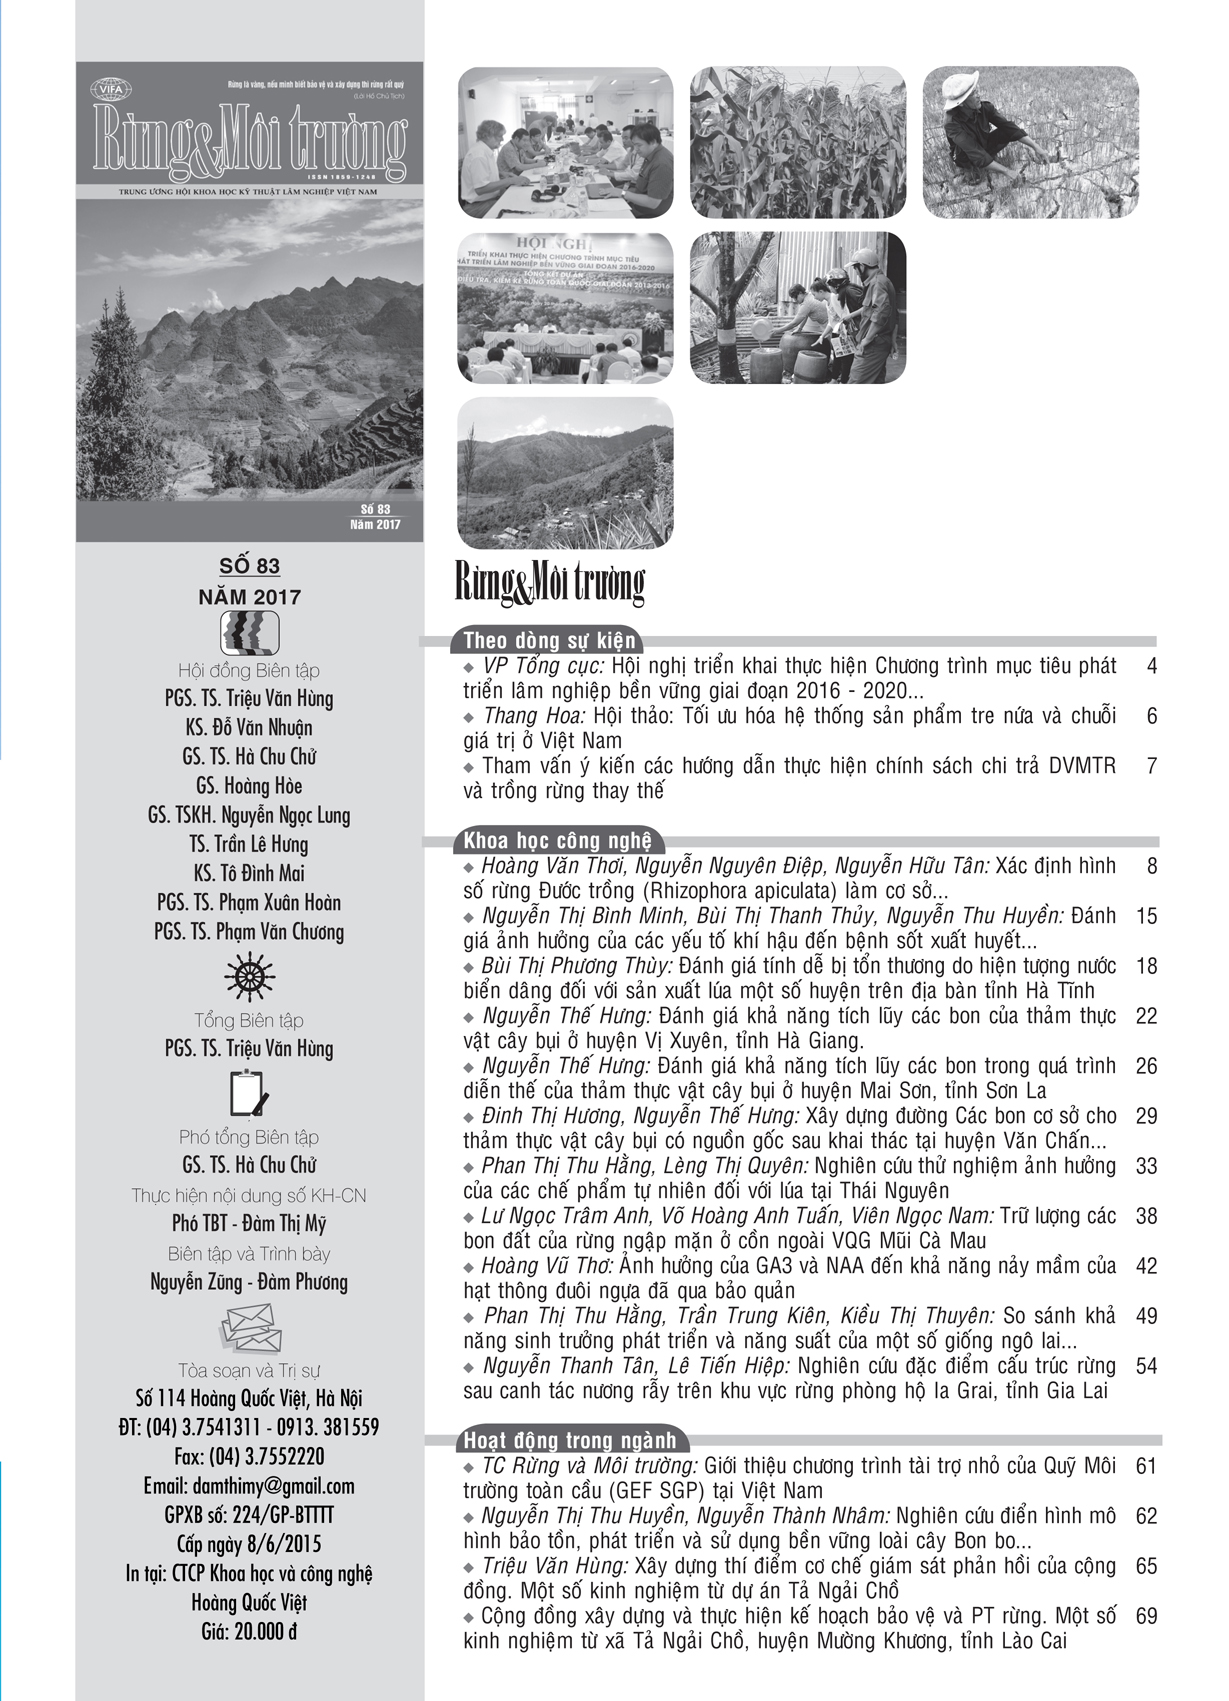 VIFA
Rừng là vàng, nếu mình biết bảo vệ và xây dựng thì rừng rất quý
(Lời Hồ Chủ Tịch)
Rừng&Môi trường
ISSN 1859-1248
TRUNG ƯƠNG HỘI KHOA HỌC KỸ THUẬT LÂM NGHIỆP VIỆT NAM
Số 83
Năm 2017
SỐ 83
NĂM 2017
Hội đồng Biên tập
PGS. TS. Triệu Văn Hùng
KS. Đỗ Văn Nhuận
GS. TS. Hà Chu Chử
GS. Hoàng Hòe
GS. TSKH. Nguyễn Ngọc Lung
TS. Trần Lê Hưng
KS. Tô Đình Mai
PGS. TS. Phạm Xuân Hoàn
PGS. TS. Phạm Văn Chương
Tổng Biên tập
PGS. TS. Triệu Văn Hùng
Phó tổng Biên tập
GS. TS. Hà Chu Chử
Thực hiện nội dung số KH-CN
Phó TBT - Đàm Thị Mỹ
Biên tập và Trình bày
Nguyễn Zũng - Đàm Phương
Tòa soạn và Trị sự
Số 114 Hoàng Quốc Việt, Hà Nội
ĐT: (04) 3.7541311 - 0913. 381559
Fax: (04) 3.7552220
Email: damthimy@gmail.com
GPXB số: 224/GP-BTTTT
Cấp ngày 8/6/2015
In tại: CTCP Khoa học và công nghệ
Hoàng Quốc Việt
Giá: 20.000 đ
HỘI NGHỊ
TRIỂN KHAI THỰC HIỆN CHƯƠNG TRÌNH MỤC TIÊU
PHÁT TRIỂN LÂM NGHIỆP BỀN VỮNG GIAI ĐOẠN 2016-2020
TỔNG KẾT DỰ ÁN
ĐIỀU TRA, KIỂM KÊ RỪNG TOÀN QUỐC GIAI ĐOẠN 2013-2016
Rừng&Môi trường
Theo dòng sự kiện
◆ VP Tổng cục: Hội nghị triển khai thực hiện Chương trình mục tiêu phát 4
triển lâm nghiệp bền vững giai đoạn 2016 - 2020...
◆ Thang Hoa: Hội thảo: Tối ưu hóa hệ thống sản phẩm tre nứa và chuỗi 6
giá trị ở Việt Nam
◆ Tham vấn ý kiến các hướng dẫn thực hiện chính sách chi trả DVMTR 7
và trồng rừng thay thế
Khoa học công nghệ
◆ Hoàng Văn Thơi, Nguyễn Nguyên Điệp, Nguyễn Hữu Tân: Xác định hình 8
số rừng Đước trồng (Rhizophora apiculata) làm cơ sở...
◆ Nguyễn Thị Bình Minh, Bùi Thị Thanh Thủy, Nguyễn Thu Huyền: Đánh 15
giá ảnh hưởng của các yếu tố khí hậu đến bệnh sốt xuất huyết...
◆ Bùi Thị Phương Thùy: Đánh giá tính dễ bị tổn thương do hiện tượng nước 18
biển dâng đối với sản xuất lúa một số huyện trên địa bàn tỉnh Hà Tĩnh
◆ Nguyễn Thế Hưng: Đánh giá khả năng tích lũy các bon của thảm thực 22
vật cây bụi ở huyện Vị Xuyên, tỉnh Hà Giang.
◆ Nguyễn Thế Hưng: Đánh giá khả năng tích lũy các bon trong quá trình 26
diễn thế của thảm thực vật cây bụi ở huyện Mai Sơn, tỉnh Sơn La
◆ Đinh Thị Hương, Nguyễn Thế Hưng: Xây dựng đường Các bon cơ sở cho 29
thảm thực vật cây bụi có nguồn gốc sau khai thác tại huyện Văn Chấn...
◆ Phan Thị Thu Hằng, Lèng Thị Quyên: Nghiên cứu thử nghiệm ảnh hưởng 33
của các chế phẩm tự nhiên đối với lúa tại Thái Nguyên
◆ Lư Ngọc Trâm Anh, Võ Hoàng Anh Tuấn, Viên Ngọc Nam: Trữ lượng các 38
bon đất của rừng ngập mặn ở cồn ngoài VQG Mũi Cà Mau
◆ Hoàng Vũ Thơ: Ảnh hưởng của GA3 và NAA đến khả năng nảy mầm của 42
hạt thông đuôi ngựa đã qua bảo quản
◆ Phan Thị Thu Hằng, Trần Trung Kiên, Kiều Thị Thuyên: So sánh khả 49
năng sinh trưởng phát triển và năng suất của một số giống ngô lai...
◆ Nguyễn Thanh Tân, Lê Tiến Hiệp: Nghiên cứu đặc điểm cấu trúc rừng 54
sau canh tác nương rẫy trên khu vực rừng phòng hộ Ia Grai, tỉnh Gia Lai
Hoạt động trong ngành
◆ TC Rừng và Môi trường: Giới thiệu chương trình tài trợ nhỏ của Quỹ Môi 61
trường toàn cầu (GEF SGP) tại Việt Nam
◆ Nguyễn Thị Thu Huyền, Nguyễn Thành Nhâm: Nghiên cứu điển hình mô 62
hình bảo tồn, phát triển và sử dụng bền vững loài cây Bon bo...
◆ Triệu Văn Hùng: Xây dựng thí điểm cơ chế giám sát phản hồi của cộng 65
đồng. Một số kinh nghiệm từ dự án Tả Ngải Chồ
◆ Cộng đồng xây dựng và thực hiện kế hoạch bảo vệ và PT rừng. Một số 69
kinh nghiệm từ xã Tả Ngải Chồ, huyện Mường Khương, tỉnh Lào Cai